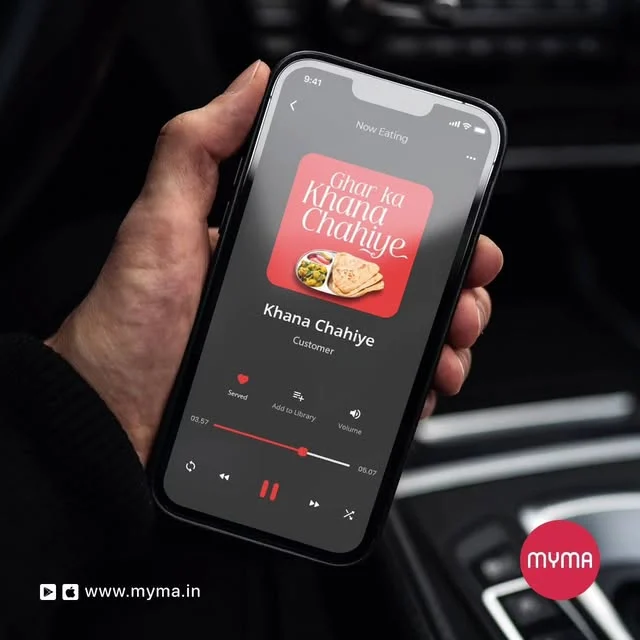 9:41
Now Eating
Ghar ka
Khana
Chahiye
Khana Chahiye
Customer
Served
Add to Library
Volume
03.57
05.07
www.myma.in
MYMA